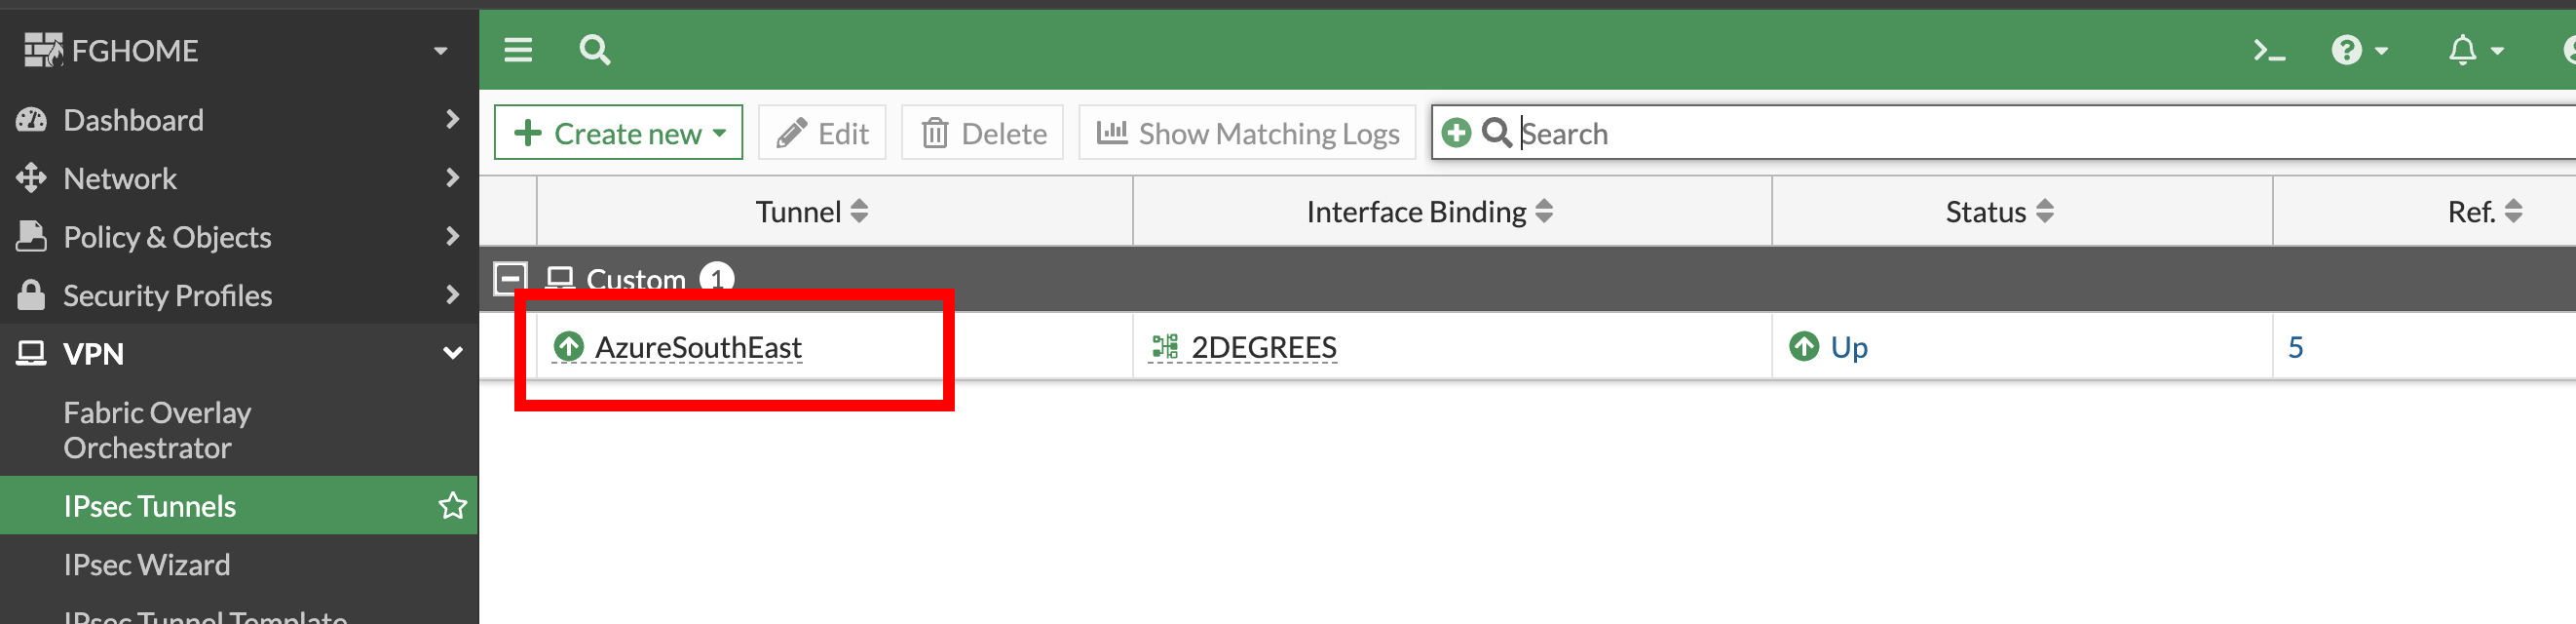 FGHOME
Dashboard
Network
Policy & Objects
Security Profiles
VPN
Fabric Overlay
Orchestrator
IPsec Tunnels
IPsec Wizard
IPsec Tunnel Template
Create new Edit Delete Show Matching Logs Search
Tunnel Interface Binding Status Ref.
Custom 1
AzureSouthEast 2DEGREES Up 5